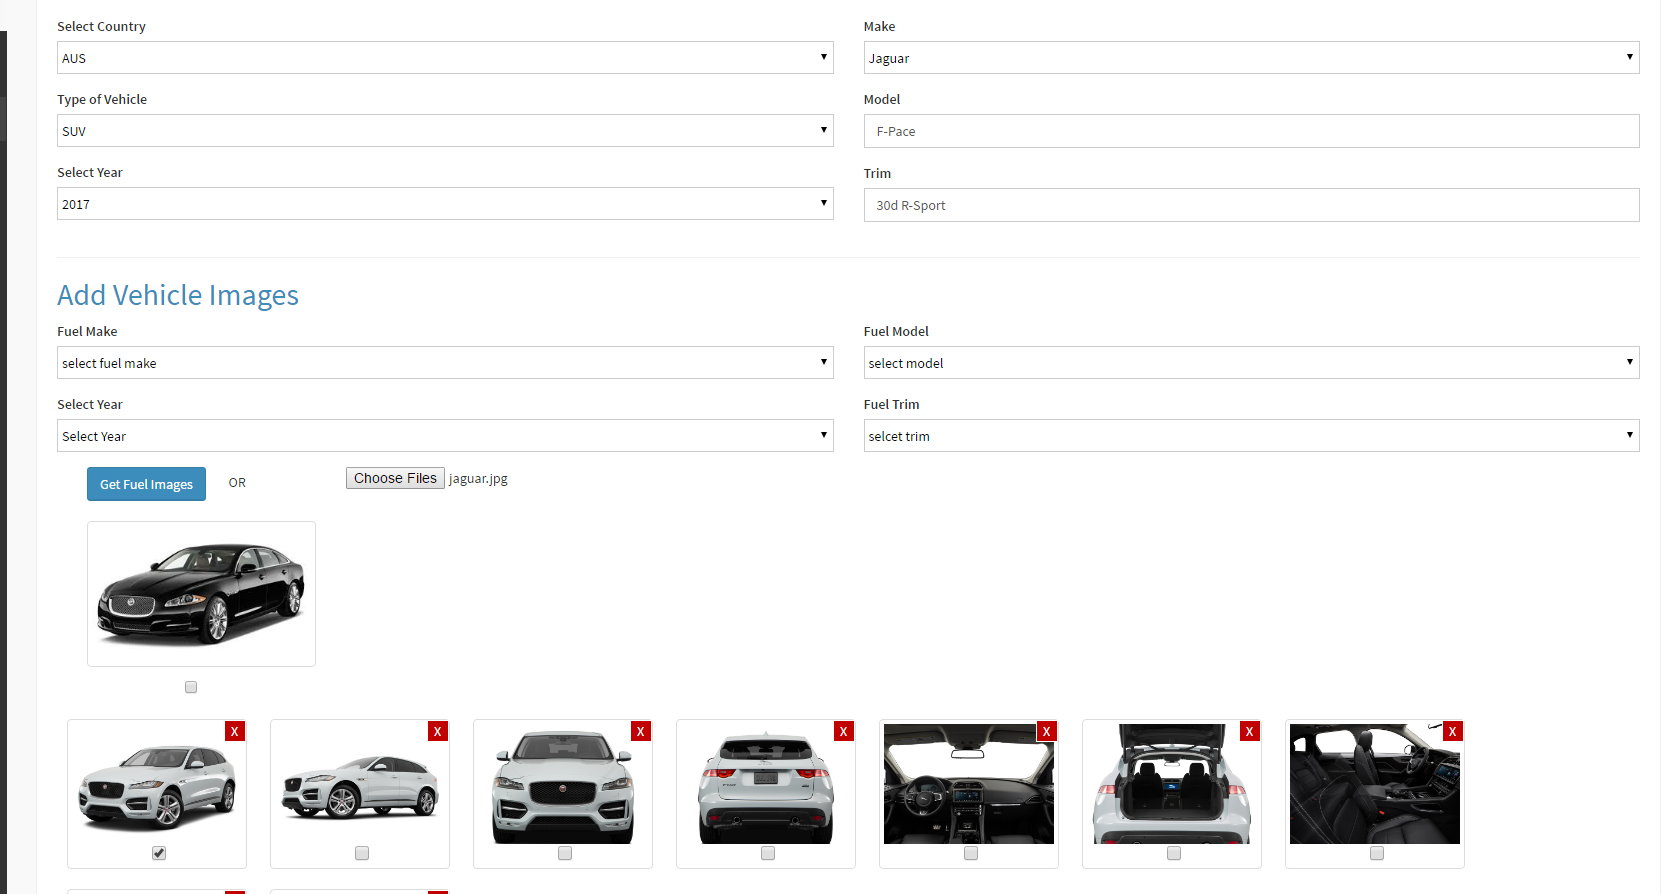 Select Country
Make
AUS
Jaguar
Type of Vehicle
Model
SUV
F-Pace
Select Year
Trim
2017
30d R-Sport
Add Vehicle Images
Fuel Make
Fuel Model
select fuel make
select model
Select Year
Fuel Trim
Select Year
selcet trim
Get Fuel Images
OR
Choose Files jaguar.jpg
X
X
X
X
X
X
X